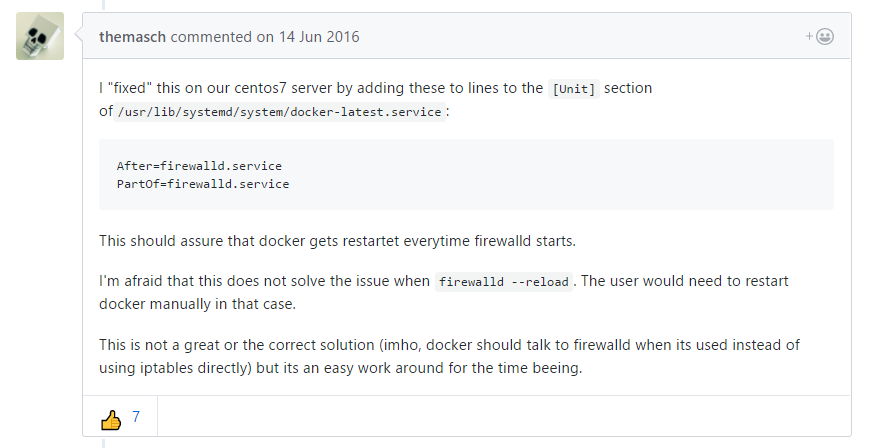 themasch commented on 14 Jun 2016
+
I "fixed" this on our centos7 server by adding these to lines to the [Unit] section
of /usr/lib/systemd/system/docker-latest.service :
After=firewalld.service
PartOf=firewalld.service
This should assure that docker gets restartet everytime firewalld starts.
I'm afraid that this does not solve the issue when firewalld --reload . The user would need to restart
docker manually in that case.
This is not a great or the correct solution (imho, docker should talk to firewalld when its used instead of
using iptables directly) but its an easy work around for the time beeing.
7